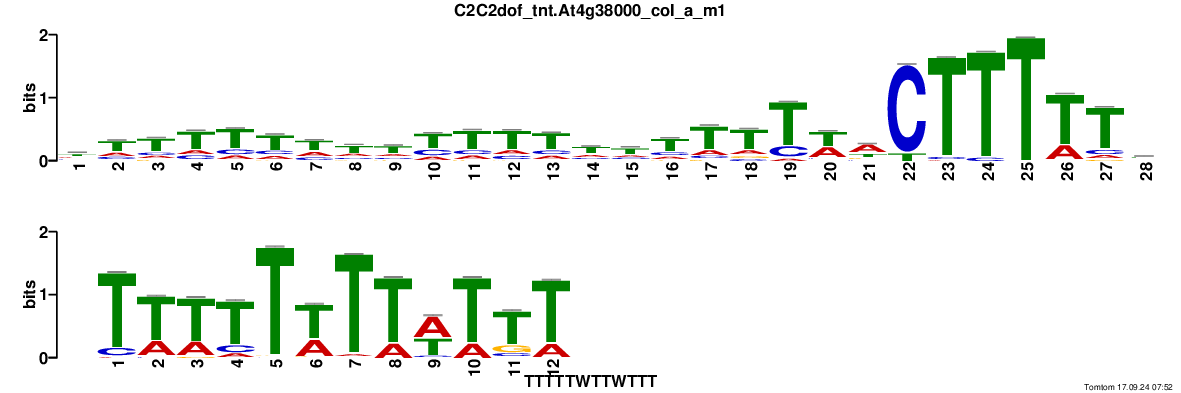 C2C2dof_tnt.At4g38000_col_a_m1
2
1
0
bits
1 2 3 4 5 6 7 8 9 10 11 12 13 14 15 16 17 18 19 20 21 22 23 24 25 26 27 28
2
1
0
bits
1 2 3 4 5 6 7 8 9 10 11 12
TTTTTWTTWTTT
Tomtom 17.09.24 07:52